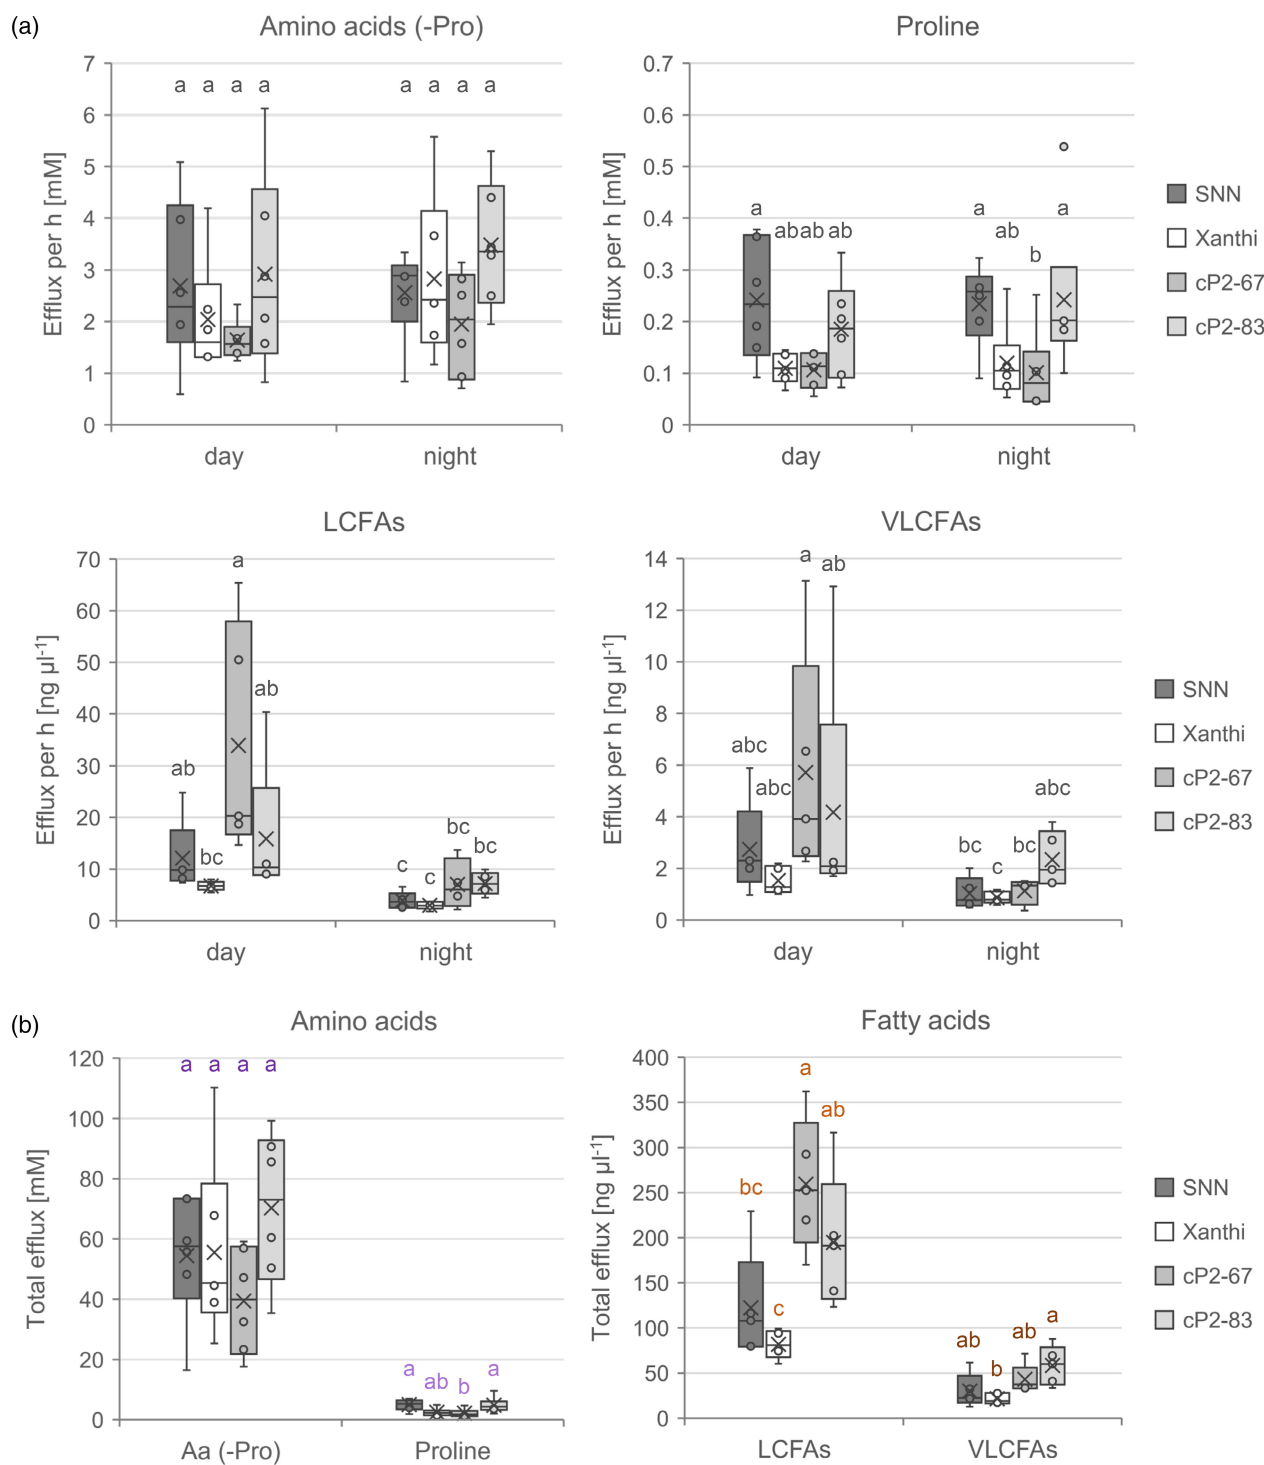 (a)
Amino acids (-Pro)
Proline
7
6
5
4
3
2
1
0
Efflux per h [mM]
a a a a
a a a a
day
night
0.7
0.6
0.5
0.4
0.3
0.2
0.1
0
Efflux per h [mM]
a
ab ab ab
a
ab
b
a
day
night
SNN
Xanthi
cP2-67
cP2-83
LCFAs
VLCFAs
70
60
50
40
30
20
10
0
Efflux per h [ng µl-1]
ab
bc
a
ab
c
c
bc
bc
day
night
14
12
10
8
6
4
2
0
Efflux per h [ng µl-1]
abc
abc
a
ab
bc
c
bc
abc
day
night
SNN
Xanthi
cP2-67
cP2-83
(b)
Amino acids
Fatty acids
120
100
80
60
40
20
0
Total efflux [mM]
a a a a
a
ab
b
a
Aa (-Pro)
Proline
400
350
300
250
200
150
100
50
0
Total efflux [ng µl-1]
bc
c
a
ab
ab
b
ab
a
LCFAs
VLCFAs
SNN
Xanthi
cP2-67
cP2-83